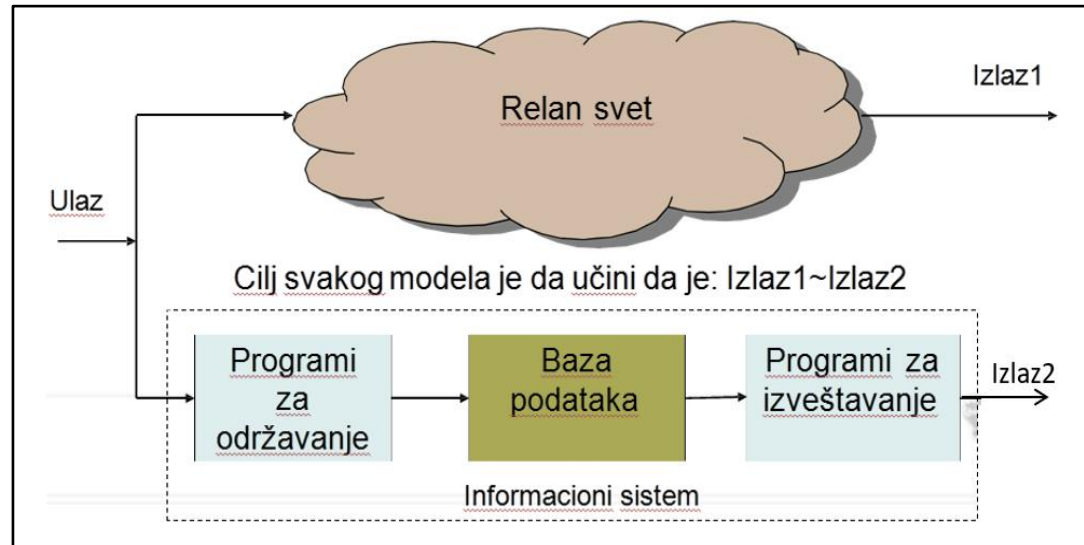 Relan svet
Izlaz1
Ulaz
Cilj svakog modela je da učini da je: Izlaz1~Izlaz2
Programi
za
održavanje
Baza
podataka
Programi za
izveštavanje
Izlaz2
Informacioni sistem